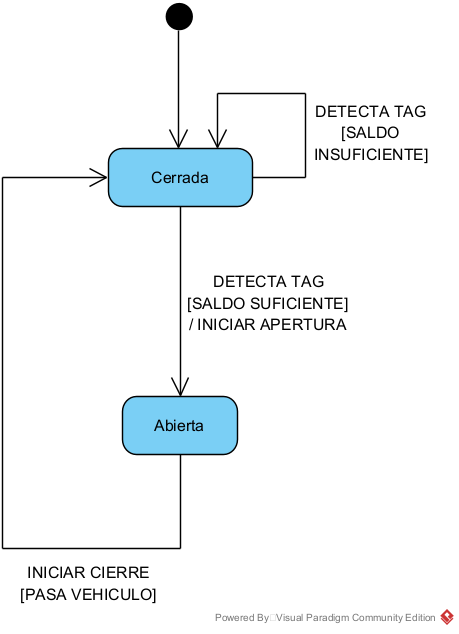 DETECTA TAG
[SALDO
INSUFICIENTE]
Cerrada
DETECTA TAG
[SALDO SUFICIENTE]
/ INICIAR APERTURA
Abierta
INICIAR CIERRE
[PASA VEHICULO]
Powered By Visual Paradigm Community Edition